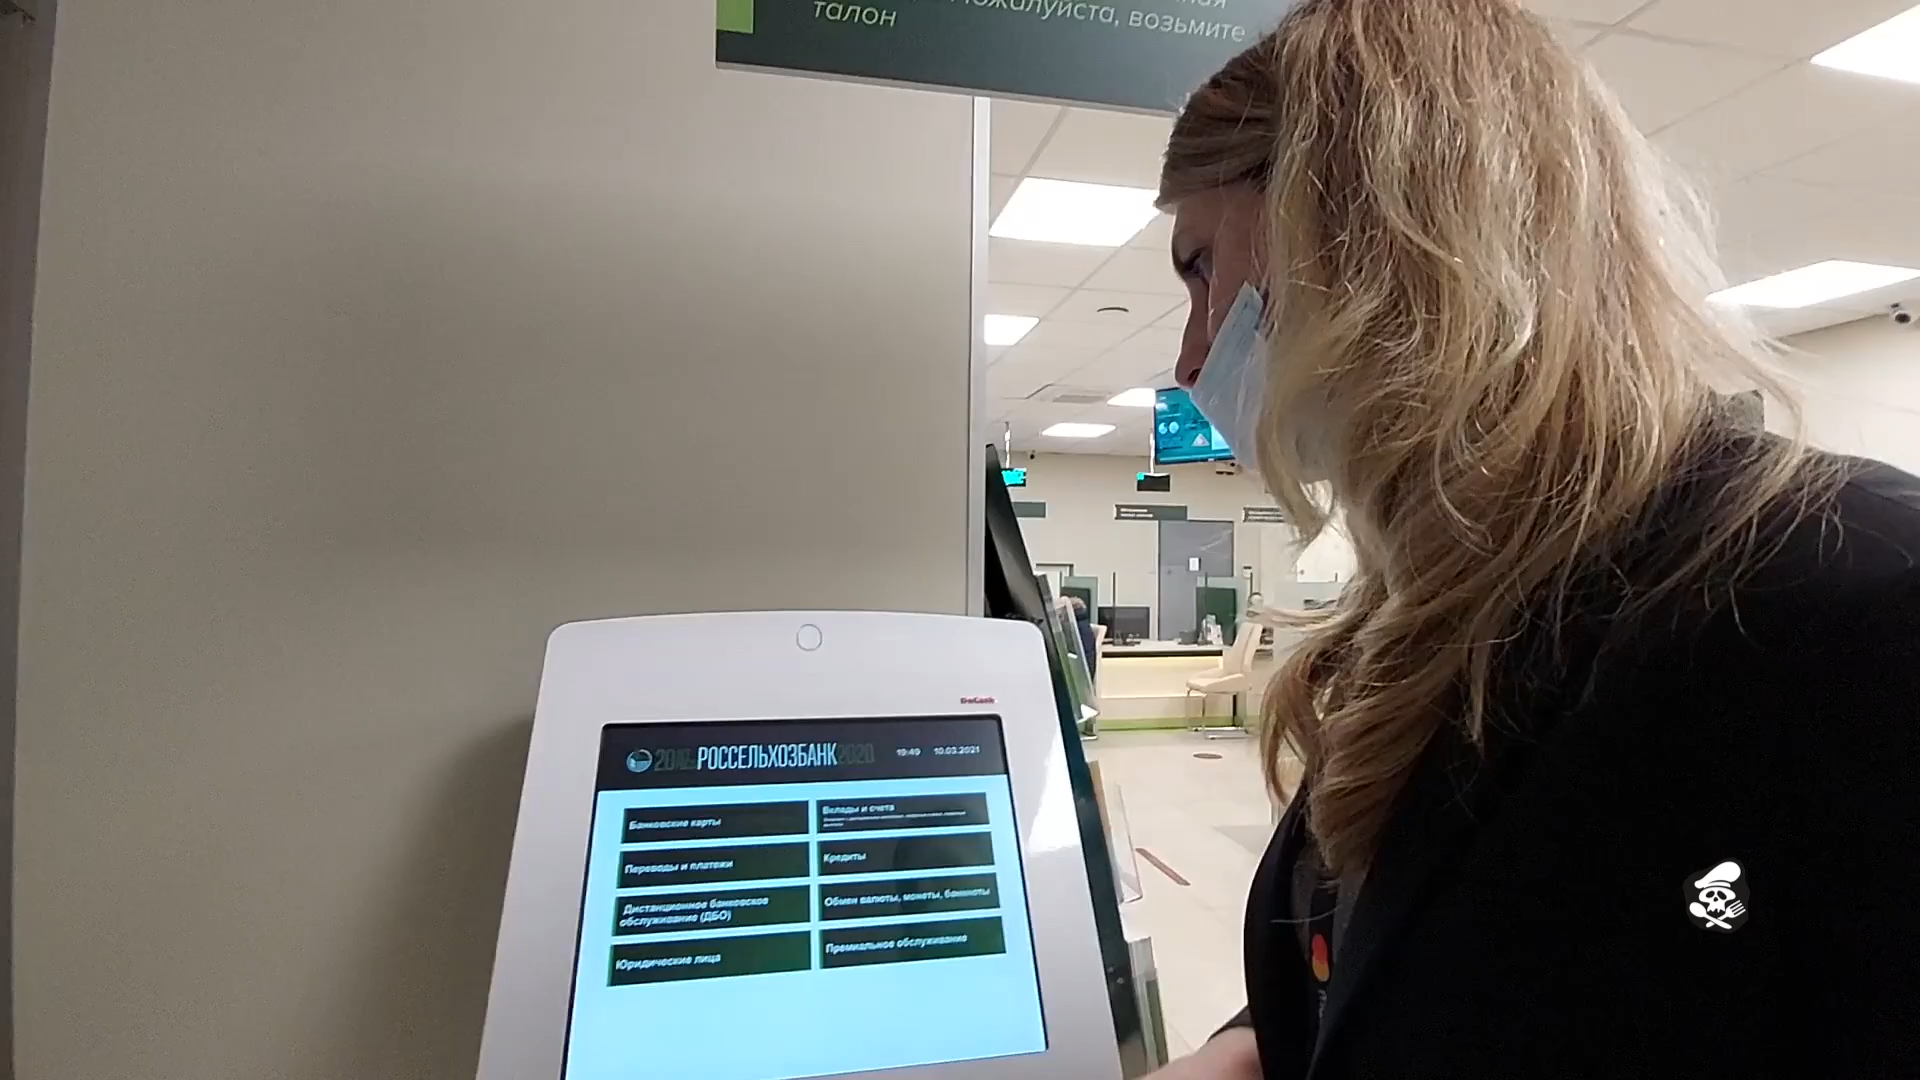 пожалуйста, возьмите
талон
РОССЕЛЬХОЗБАНК
19:49 10.03.2021
Банковские карты
Вклады и счета
Переводы и платежи
Кредиты
Дистанционное банковское
обслуживание (ДБО)
Обмен валюты, монеты, банкноты
Юридические лица
Премиальное обслуживание